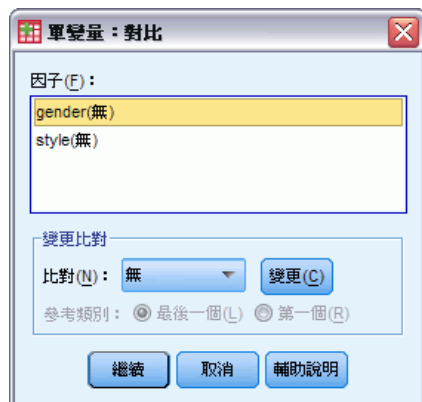 單變量：對比
因子(F)：
gender(無)
style(無)
變更比對
比對(N)： 無 變更(C)
參考類別： 最後一個(L) 第一個(R)
繼續 取消 輔助說明